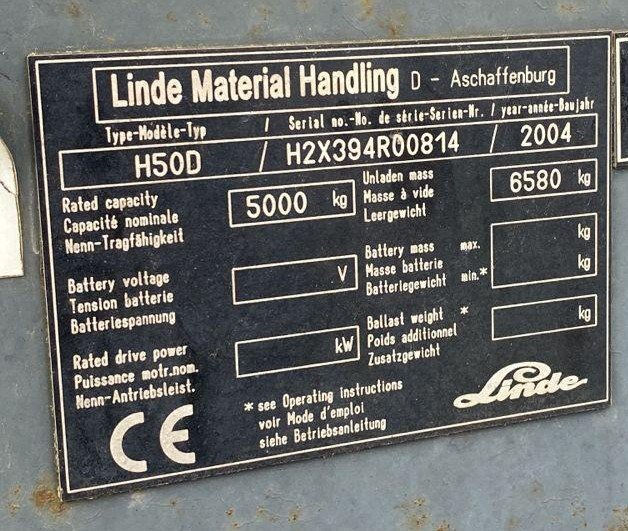 Linde Material Handling D - Aschaffenburg
Type-Modèle-Typ / Serial no.-No. de série-Serien-Nr. / year-année-Baujahr
H50D / H2X394R00814 / 2004
Rated capacity
Capacité nominale
Nenn-Tragfähigkeit
5000 kg
Unladen mass
Masse à vide
Leergewicht
6580 kg
Battery voltage
Tension batterie
Batteriespannung
V
Battery mass max.
Masse batterie
Batteriegewicht min.*
kg
kg
Rated drive power
Puissance motr.nom.
Nenn-Antriebsleist.
kW
Ballast weight *
Poids additionnel
Zusatzgewicht
kg
CE
* see Operating instructions
voir Mode d'emploi
siehe Betriebsanleitung
Linde